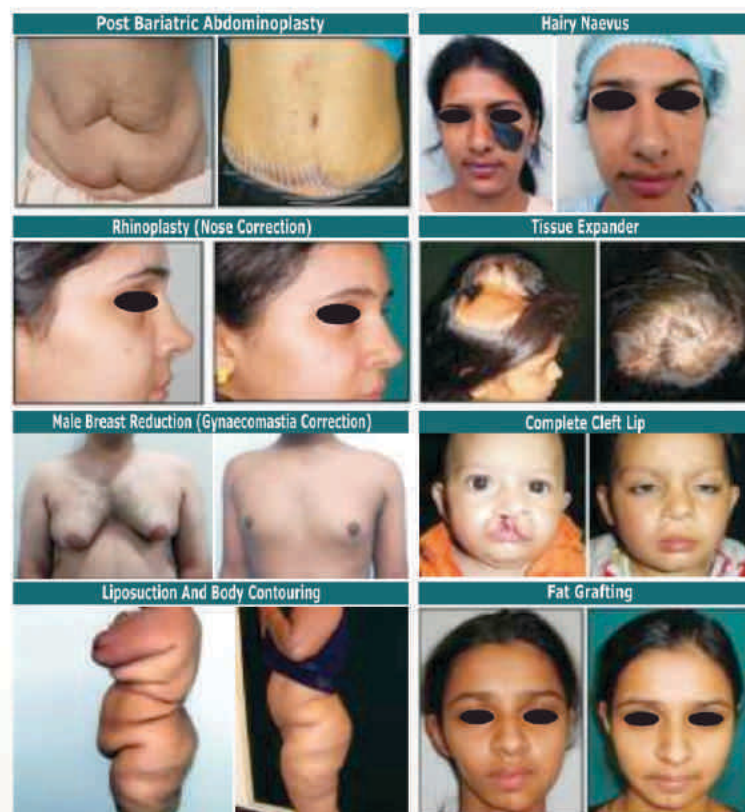 Post Bariatric Abdominoplasty
Hairy Naevus
Rhinoplasty (Nose Correction)
Tissue Expander
Male Breast Reduction (Gynaecomastia Correction)
Complete Cleft Lip
Liposuction And Body Contouring
Fat Grafting